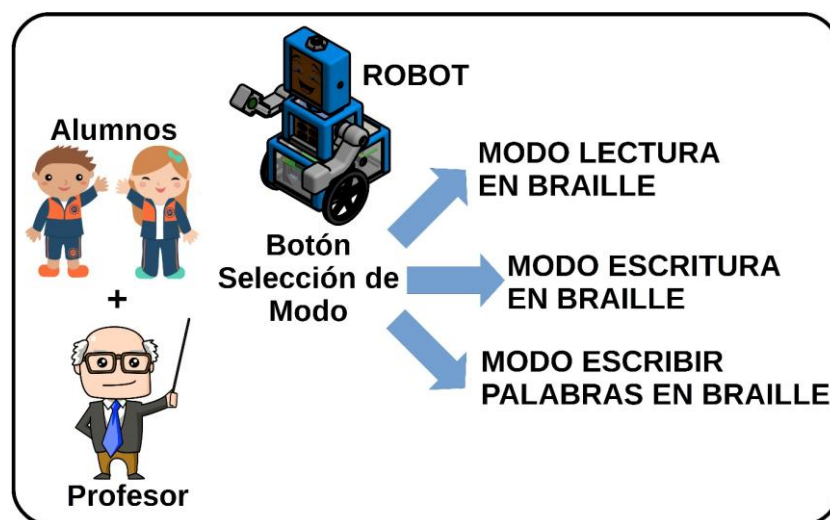 Alumnos
+
Profesor
ROBOT
Botón
Selección de
Modo
MODO LECTURA
EN BRAILLE
MODO ESCRITURA
EN BRAILLE
MODO ESCRIBIR
PALABRAS EN BRAILLE